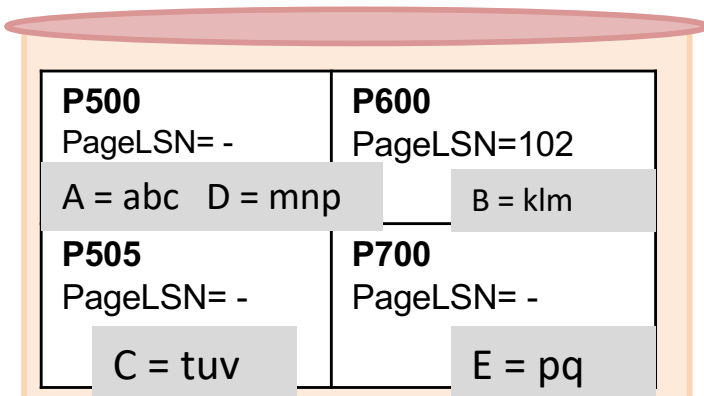 P500
PageLSN= -
A = abc D = mnp
P600
PageLSN=102
B = klm
P505
PageLSN= -
C = tuv
P700
PageLSN= -
E = pq